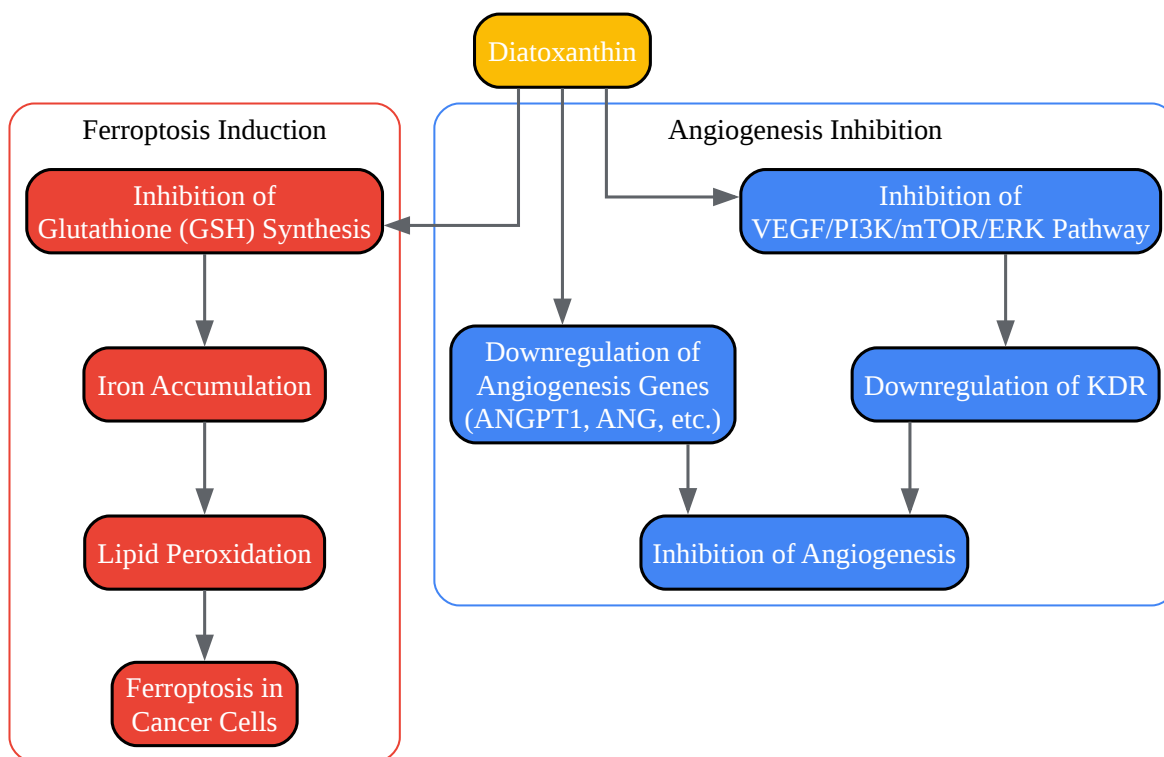 Diatoxanthin
Ferroptosis Induction
Inhibition of
Glutathione (GSH) Synthesis
Iron Accumulation
Lipid Peroxidation
Ferroptosis in
Cancer Cells
Angiogenesis Inhibition
Inhibition of
VEGF/PI3K/mTOR/ERK Pathway
Downregulation of
Angiogenesis Genes
(ANGPT1, ANG, etc.)
Downregulation of KDR
Inhibition of Angiogenesis